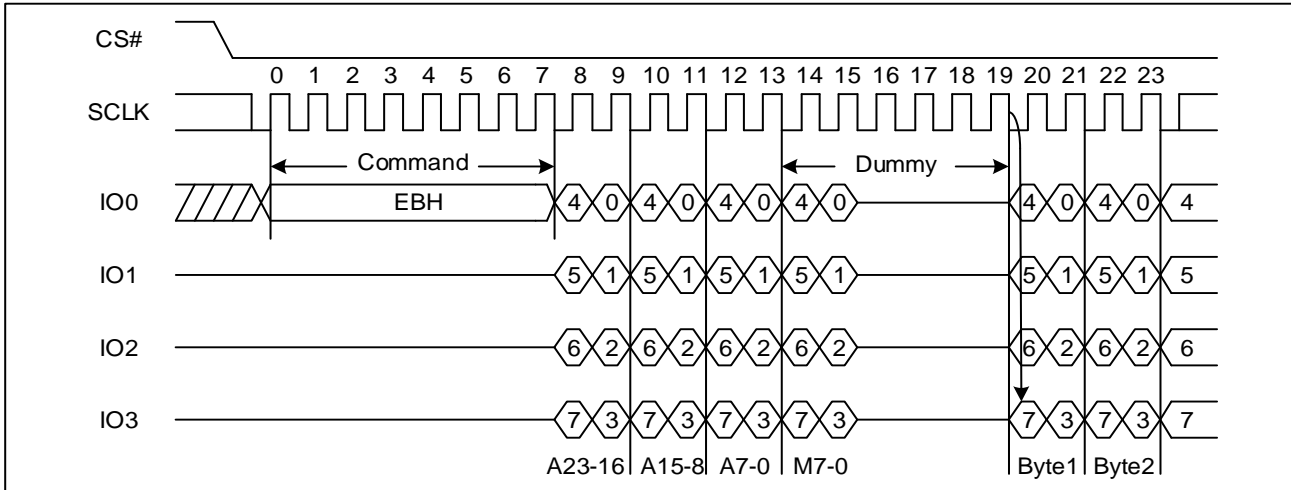 CS#
0 1 2 3 4 5 6 7 8 9 10 11 12 13 14 15 16 17 18 19 20 21 22 23
SCLK
Command Dummy
IO0 EBH 4 0 4 0 4 0 4 0 4 0 4 0 4
IO1 5 1 5 1 5 1 5 1 5 1 5 1 5
IO2 6 2 6 2 6 2 6 2 6 2 6 2 6
IO3 7 3 7 3 7 3 7 3 7 3 7 3 7
A23-16 A15-8 A7-0 M7-0 Byte1 Byte2